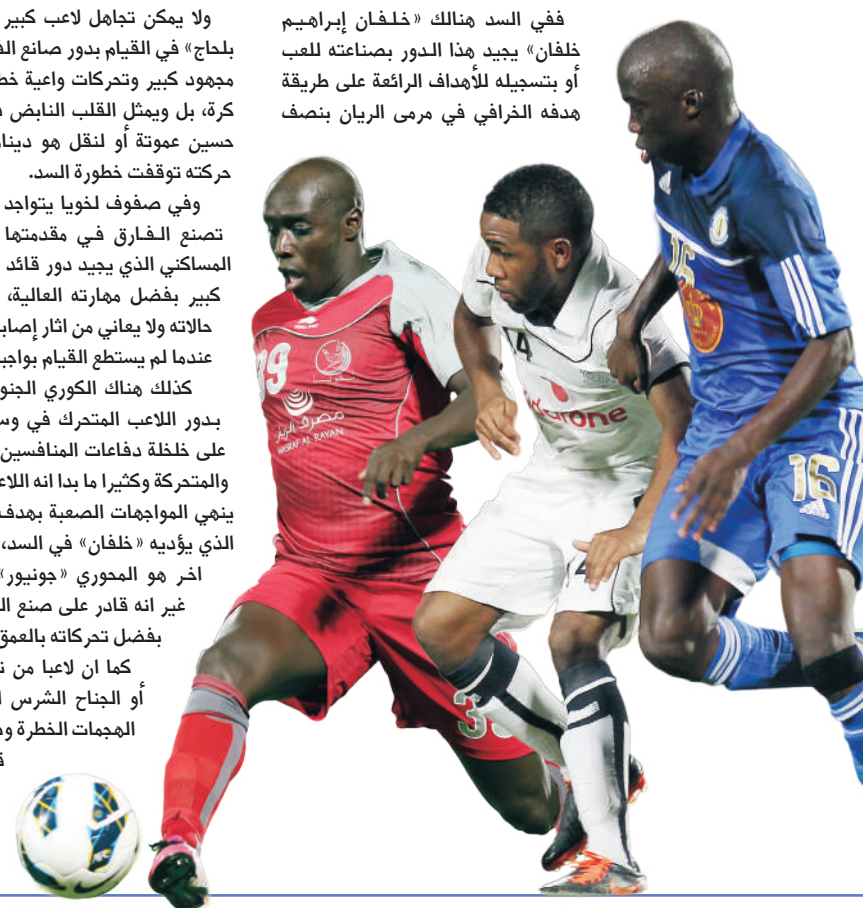 ففي السد هنالك «خلفان إبراهيم
خلفان» يجيد هذا الدور بصناعته للعب
أو بتسجيله للأهداف الرائعة على طريقة
هدفه الخرافي في مرمى الريان بنصف
ولا يمكن تجاهل لاعب كبير
بلحاج» في القيام بدور صانع
مجهود كبير وتحركات واعية
كرة، بل ويمثل القلب النابض
حسين عموتة أو لنقل هو
حركته توقفت خطورة السد.
وفي صفوف لخويا يتواجد
تصنع الفارق في مقدمتها
المساكني الذي يجيد دور قائد
كبير بفضل مهارته العالية،
حالاته ولا يعاني من اثار
عندما لم يستطع القيام
كذلك هناك الكوري
بدور اللاعب المتحرك في
على خلخلة دفاعات المنافسين
والمتحركة وكثيرا ما بدا انه
ينهي المواجهات الصعبة بهدف
الذي يؤديه «خلفان» في السد،
اخر هو المحوري «جونيور»
غير انه قادر على صنع
بفضل تحركاته بالعمق
كما ان لاعبا من
أو الجناح الشرس
الهجمات الخطرة
99
لخويا
مصرف الريان
MASRAF AL RAYAN
14
vodafone
16
adidas
16